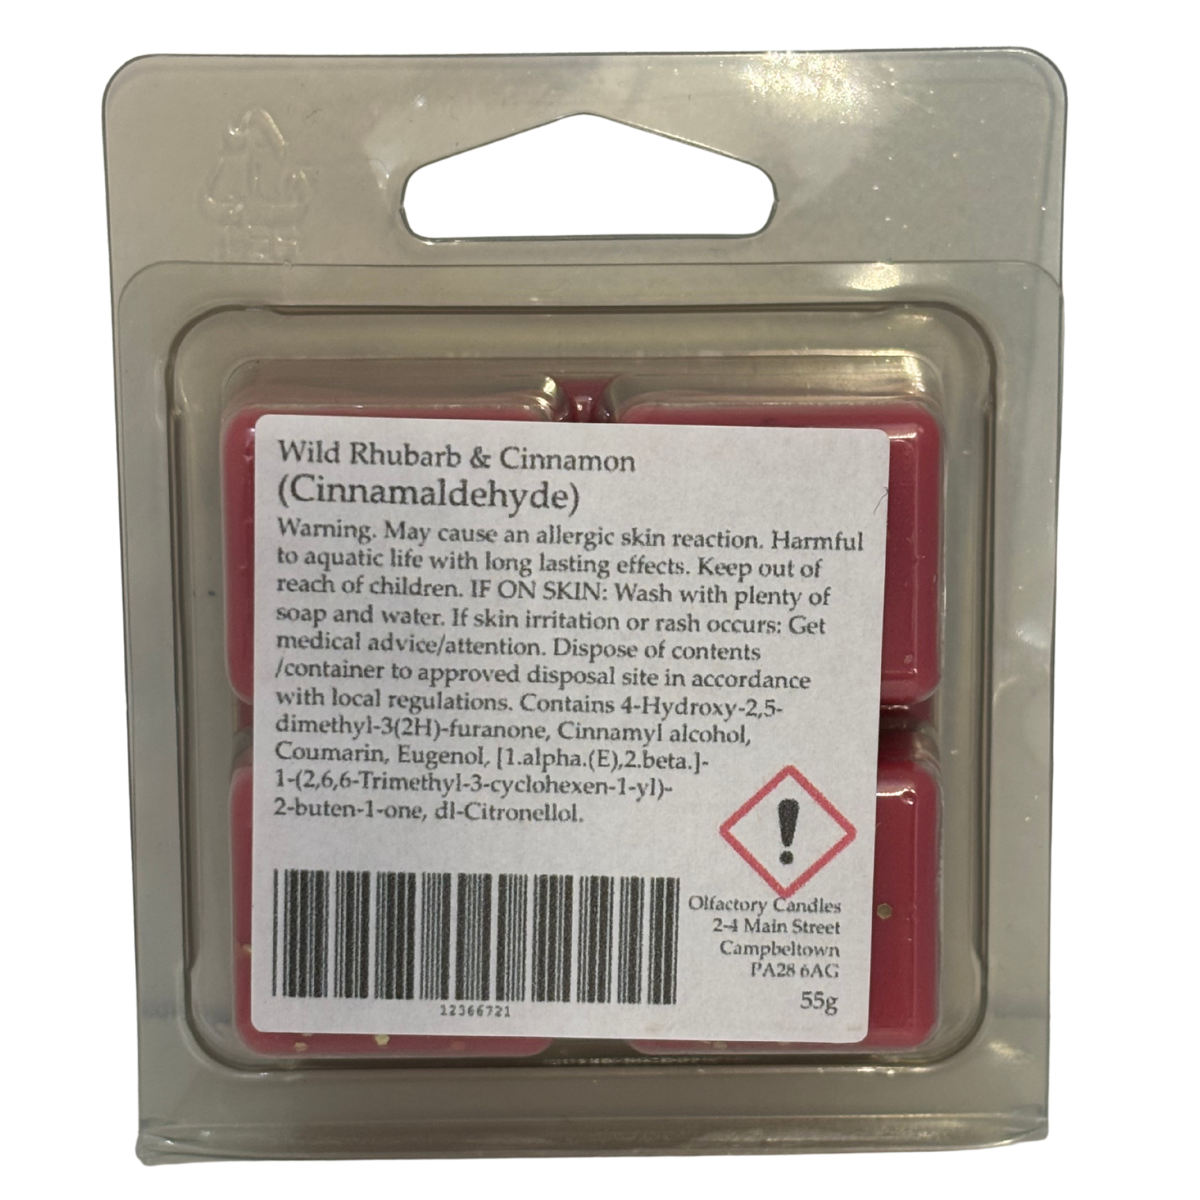 Wild Rhubarb & Cinnamon
(Cinnamaldehyde)
Warning. May cause an allergic skin reaction. Harmful
to aquatic life with long lasting effects. Keep out of
reach of children. IF ON SKIN: Wash with plenty of
soap and water. If skin irritation or rash occurs: Get
medical advice/attention. Dispose of contents
/container to approved disposal site in accordance
with local regulations. Contains 4-Hydroxy-2,5-
dimethyl-3(2H)-furanone, Cinnamyl alcohol,
Coumarin, Eugenol, [1.alpha.(E),2.beta.]-
1-(2,6,6-Trimethyl-3-cyclohexen-1-yl)-
2-buten-1-one, dl-Citronellol.
Olfactory Candles
2-4 Main Street
Campbeltown
PA28 6AG
55g
12366721